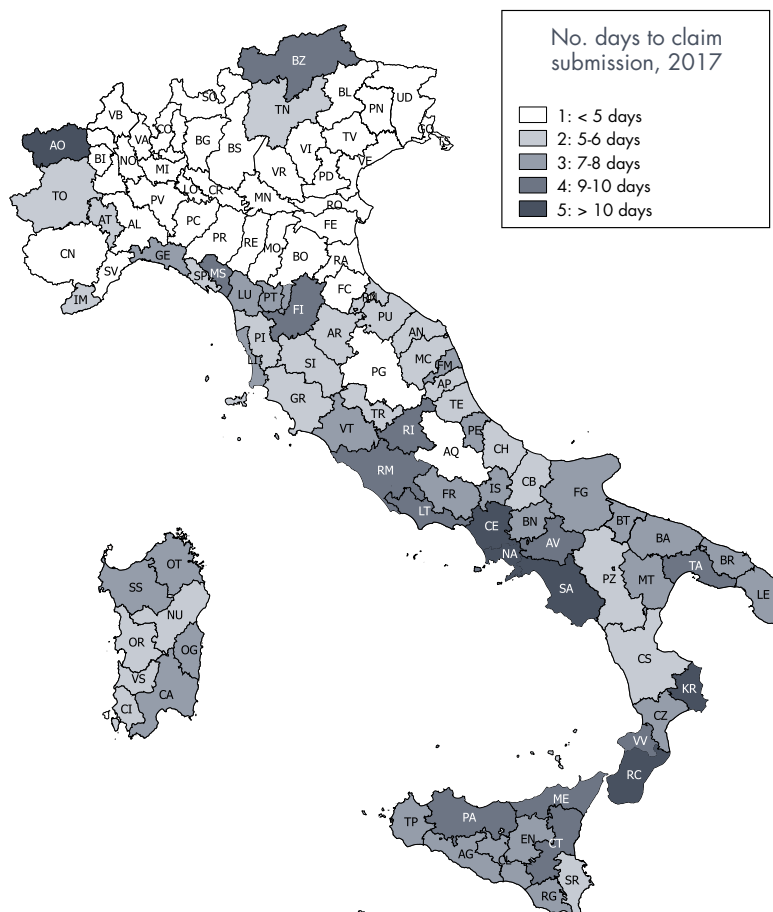 No. days to claim
submission, 2017
1: < 5 days
2: 5-6 days
3: 7-8 days
4: 9-10 days
5: > 10 days
BZ
SO
TN
BL
PN
UD
VB
AO
VA
CO
BG
BS
VI
TV
GO
TS
BI
NO
MI
VR
PD
VE
TO
PV
LO
CR
MN
RO
AT
AL
PC
PR
RE
MO
FE
CN
GE
BO
RA
SV
SP
MS
IM
LU
PT
FI
FC
RN
PU
PI
AR
AN
LI
SI
PG
MC
FM
AP
GR
TR
TE
VT
RI
PE
AQ
CH
RM
CB
FR
IS
FG
LT
CE
BN
BT
NA
AV
BA
OT
SS
SA
PZ
MT
TA
BR
LE
NU
OR
OG
CS
VS
CA
CI
KR
CZ
VV
RC
ME
TP
PA
EN
CT
AG
SR
RG